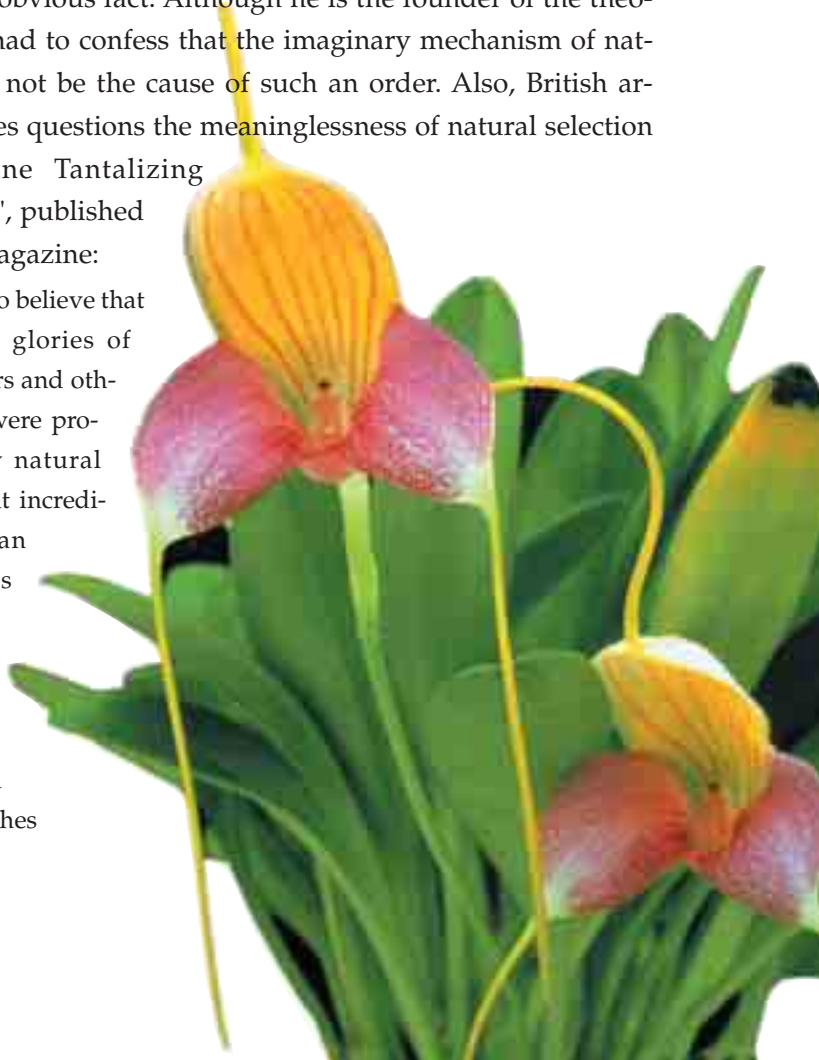 obvious fact. Although he is the founder of the theo-
had to confess that the imaginary mechanism of nat-
not be the cause of such an order. Also, British ar-
es questions the meaninglessness of natural selection
ne Tantalizing
", published
agazine:
o believe that
glories of
rs and oth-
were pro-
natural
t incredi-
an
s
hes